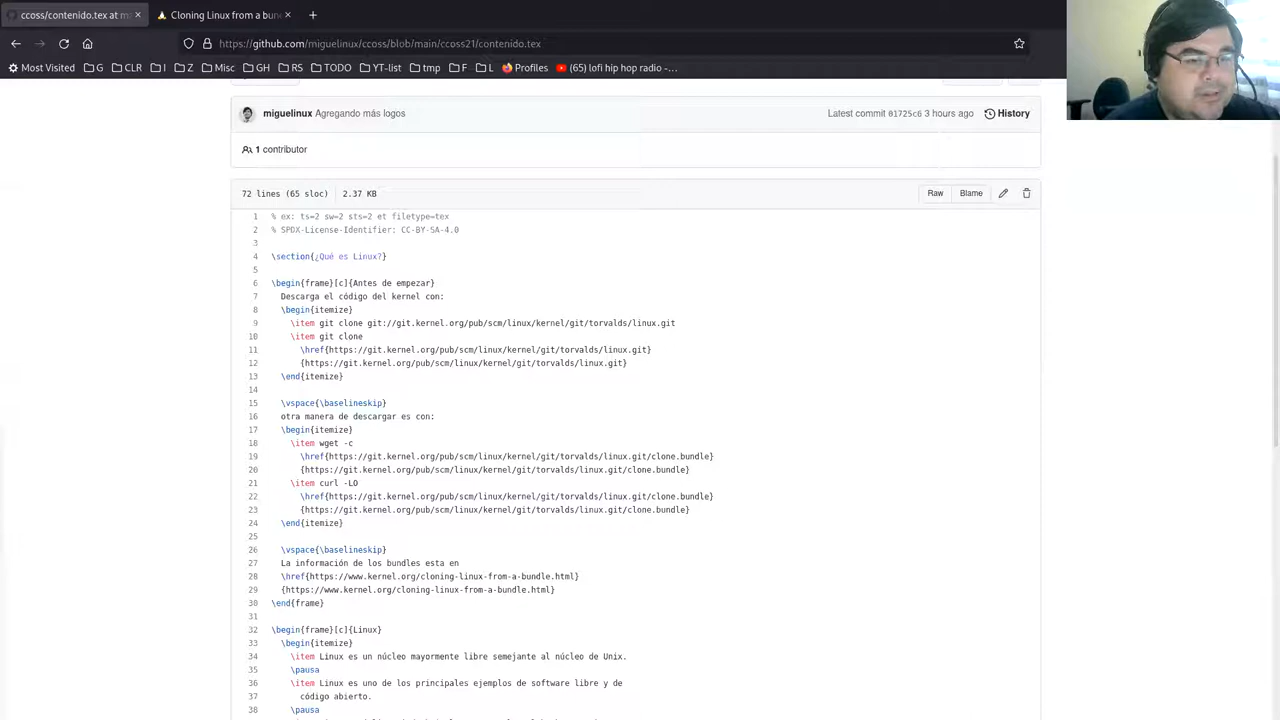 ccoss/contenido.tex at m
Cloning Linux from a bun
https://github.com/miguelinux/ccoss/blob/main/ccoss21/contenido.tex
Most Visited G CLR I Z Misc GH RS TODO YT-list tmp F L Profiles (65) lofi hip hop radio -…
miguelinux Agregando más logos Latest commit 01725c6 3 hours ago History
1 contributor
72 lines (65 sloc) 2.37 KB Raw Blame
1 % ex: ts=2 sw=2 sts=2 et filetype=tex
2 % SPDX-License-Identifier: CC-BY-SA-4.0
3
4 \section{¿Qué es Linux?}
5
6 \begin{frame}[c]{Antes de empezar}
7 Descarga el código del kernel con:
8 \begin{itemize}
9 \item git clone git://git.kernel.org/pub/scm/linux/kernel/git/torvalds/linux.git
10 \item git clone
11 \href{https://git.kernel.org/pub/scm/linux/kernel/git/torvalds/linux.git}
12 {https://git.kernel.org/pub/scm/linux/kernel/git/torvalds/linux.git}
13 \end{itemize}
14
15 \vspace{\baselineskip}
16 otra manera de descargar es con:
17 \begin{itemize}
18 \item wget -c
19 \href{https://git.kernel.org/pub/scm/linux/kernel/git/torvalds/linux.git/clone.bundle}
20 {https://git.kernel.org/pub/scm/linux/kernel/git/torvalds/linux.git/clone.bundle}
21 \item curl -LO
22 \href{https://git.kernel.org/pub/scm/linux/kernel/git/torvalds/linux.git/clone.bundle}
23 {https://git.kernel.org/pub/scm/linux/kernel/git/torvalds/linux.git/clone.bundle}
24 \end{itemize}
25
26 \vspace{\baselineskip}
27 La información de los bundles esta en
28 \href{https://www.kernel.org/cloning-linux-from-a-bundle.html}
29 {https://www.kernel.org/cloning-linux-from-a-bundle.html}
30 \end{frame}
31
32 \begin{frame}[c]{Linux}
33 \begin{itemize}
34 \item Linux es un núcleo mayormente libre semejante al núcleo de Unix.
35 \pausa
36 \item Linux es uno de los principales ejemplos de software libre y de
37 código abierto.
38 \pausa